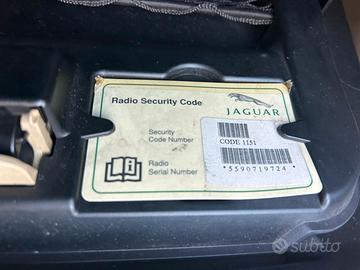 Radio Security Code
JAGUAR
Security
Code Number
CODE 1151
Radio
Serial Number
*5590719724*
subito